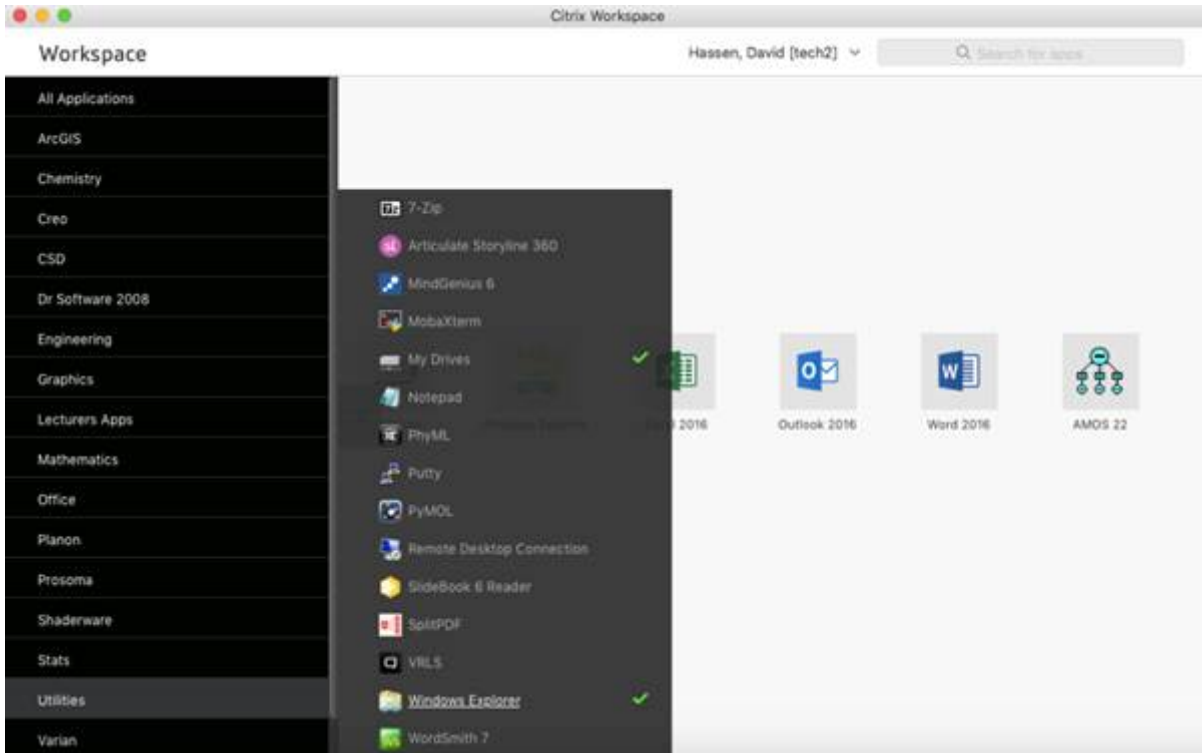 Citrix Workspace
Workspace
Hassen, David [tech2]
Search for apps
All Applications
ArcGIS
Chemistry
Creo
CSD
Dr Software 2008
Engineering
Graphics
Lecturers Apps
Mathematics
Office
Planon
Prosoma
Shaderware
Stats
Utilities
Varian
7-Zip
Articulate Storyline 360
MindGenius 6
MobaXterm
My Drives
Notepad
PhyML
Putty
PyMOL
Remote Desktop Connection
SlideBook 6 Reader
SplitPDF
VRLS
Windows Explorer
WordSmith 7
2016
Outlook 2016
Word 2016
AMOS 22